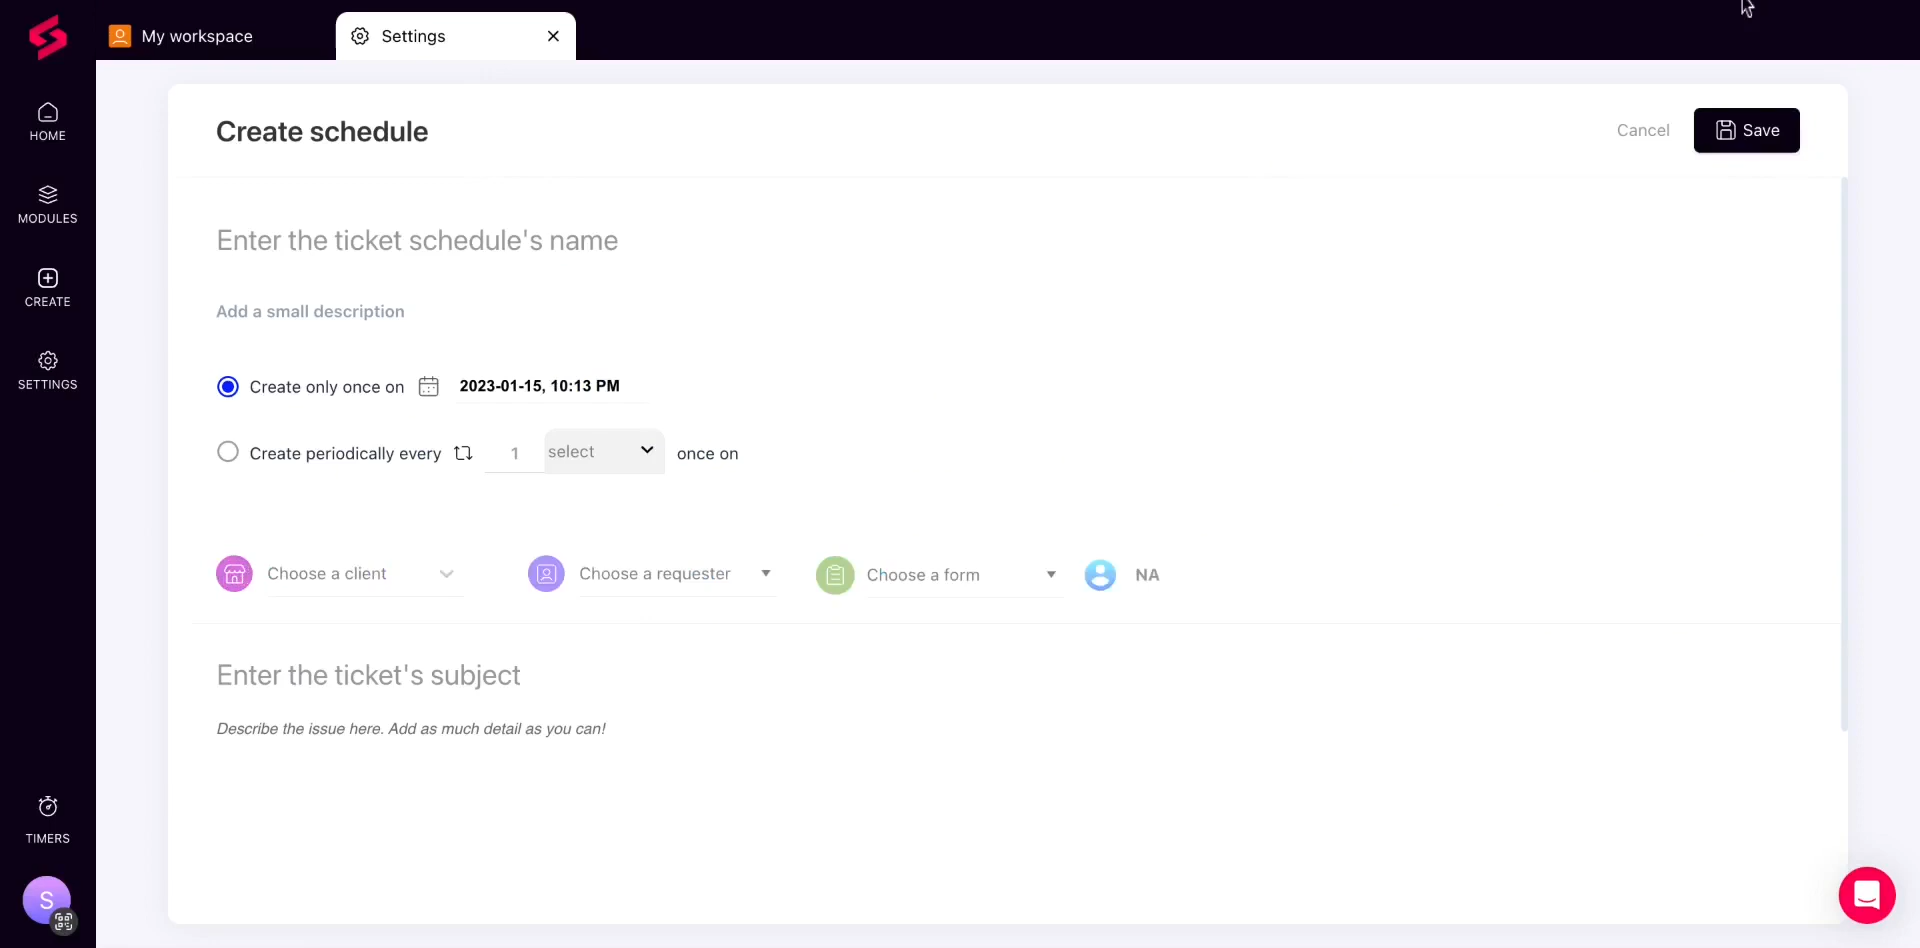 My workspace
Settings
HOME
MODULES
CREATE
SETTINGS
TIMERS
S
Create schedule
Cancel
Save
Enter the ticket schedule's name
Add a small description
Create only once on 2023-01-15, 10:13 PM
Create periodically every 1 select once on
Choose a client
Choose a requester
Choose a form
NA
Enter the ticket's subject
Describe the issue here. Add as much detail as you can!